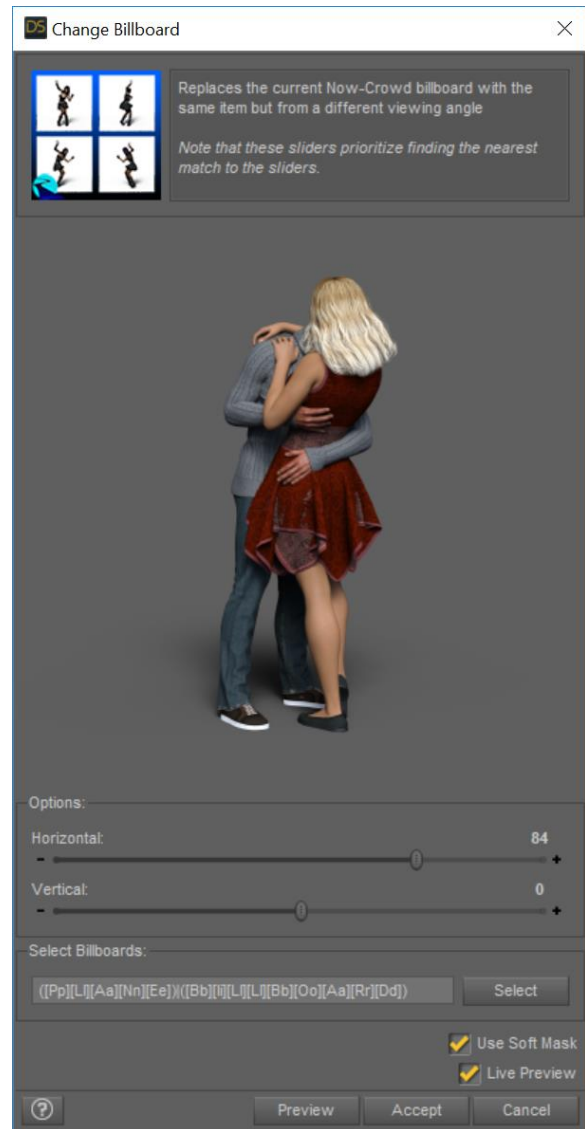 DS Change Billboard
Replaces the current Now-Crowd billboard with the
same item but from a different viewing angle
Note that these sliders prioritize finding the nearest
match to the sliders.
Options:
Horizontal: 84
- +
Vertical: 0
- +
Select Billboards:
([Pp][Ll][Aa][Nn][Ee])|([Bb][Ii][Ll][Ll][Bb][Oo][Aa][Rr][Dd]) Select
Use Soft Mask
Live Preview
? Preview Accept Cancel